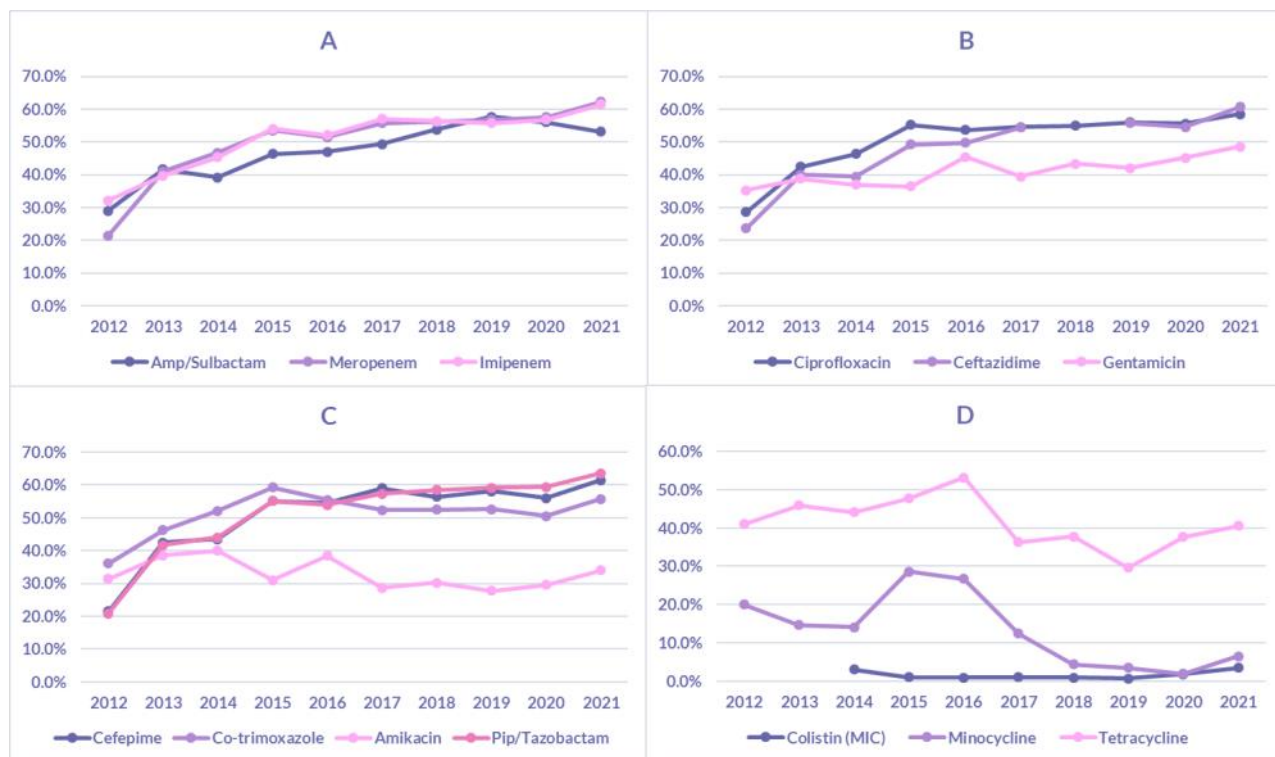 A
70.0%
60.0%
50.0%
40.0%
30.0%
20.0%
10.0%
0.0%
2012 2013 2014 2015 2016 2017 2018 2019 2020 2021
Amp/Sulbactam Meropenem Imipenem
B
70.0%
60.0%
50.0%
40.0%
30.0%
20.0%
10.0%
0.0%
2012 2013 2014 2015 2016 2017 2018 2019 2020 2021
Ciprofloxacin Ceftazidime Gentamicin
C
70.0%
60.0%
50.0%
40.0%
30.0%
20.0%
10.0%
0.0%
2012 2013 2014 2015 2016 2017 2018 2019 2020 2021
Cefepime Co-trimoxazole Amikacin Pip/Tazobactam
D
60.0%
50.0%
40.0%
30.0%
20.0%
10.0%
0.0%
2012 2013 2014 2015 2016 2017 2018 2019 2020 2021
Colistin (MIC) Minocycline Tetracycline